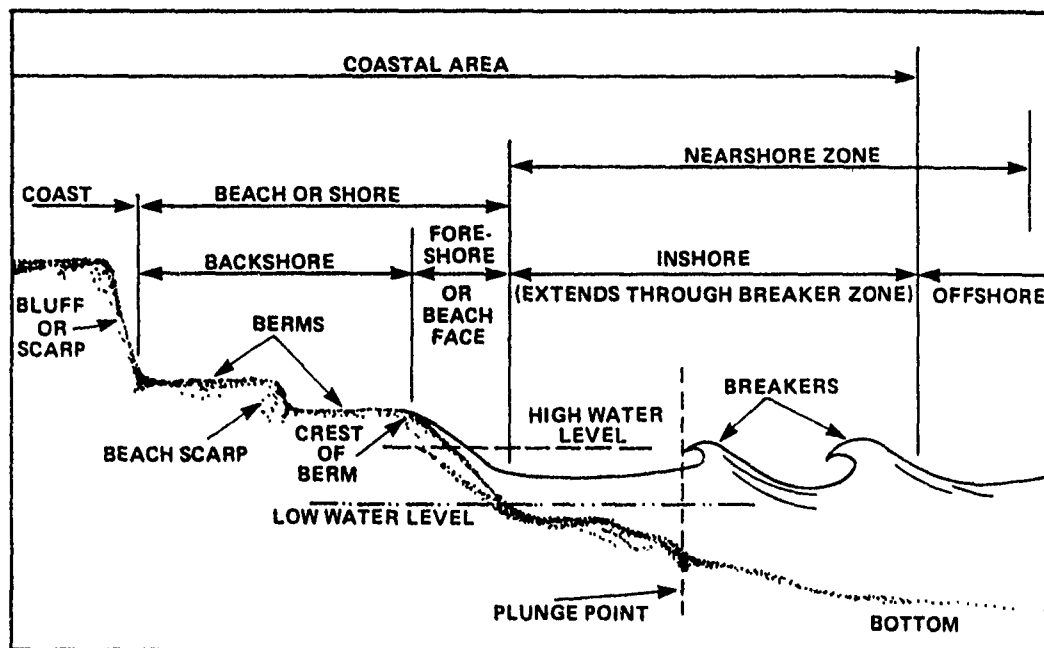 COASTAL AREA
NEARSHORE ZONE
COAST
BEACH OR SHORE
BACKSHORE
FORE-
SHORE
OR
BEACH
FACE
INSHORE
(EXTENDS THROUGH BREAKER ZONE)
OFFSHORE
BLUFF
OR
SCARP
BERMS
BEACH SCARP
CREST
OF
BERM
HIGH WATER
LEVEL
BREAKERS
LOW WATER LEVEL
PLUNGE POINT
BOTTOM